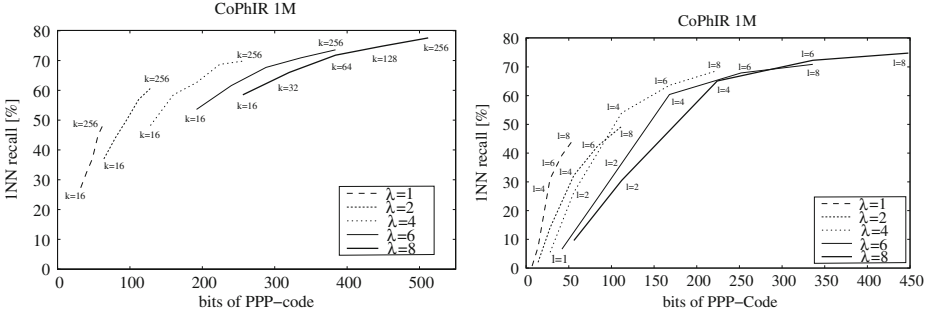 CoPhIR 1M
1NN recall [%]
80
70
60
50
40
30
20
10
0
k=16
k=256
k=16
k=256
k=16
k=256
k=16
k=256
k=16
k=32
k=64
k=128
k=256
λ=1
λ=2
λ=4
λ=6
λ=8
0 100 200 300 400 500
bits of PPP-code
CoPhIR 1M
1NN recall [%]
80
70
60
50
40
30
20
10
0
l=4
l=6
l=8
l=4
l=6
l=8
l=2
l=4
l=6
l=8
l=1
l=2
l=4
l=6
l=8
l=2
l=4
l=6
l=8
λ=1
λ=2
λ=4
λ=6
λ=8
0 50 100 150 200 250 300 350 400 450
bits of PPP-Code